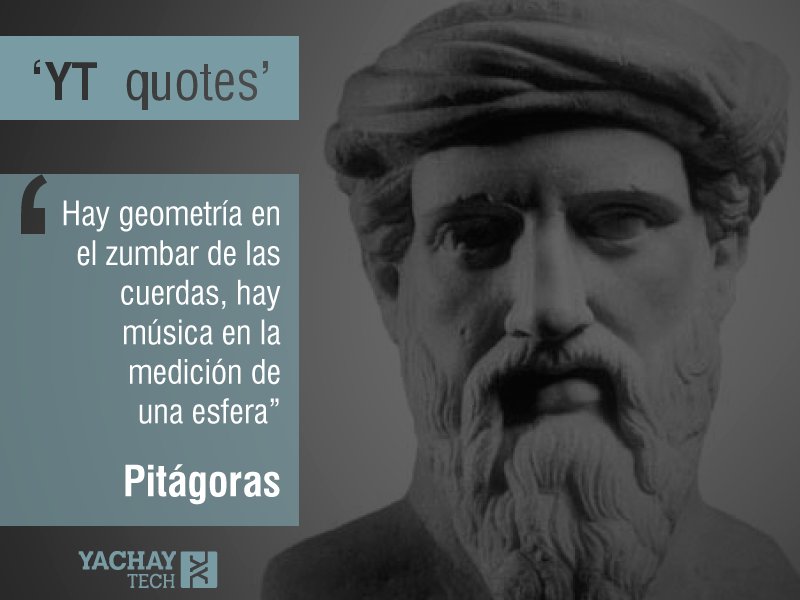 ‘YT quotes’
‘
Hay geometría en
el zumbar de las
cuerdas, hay
música en la
medición de
una esfera”
Pitágoras
YACHAY
TECH